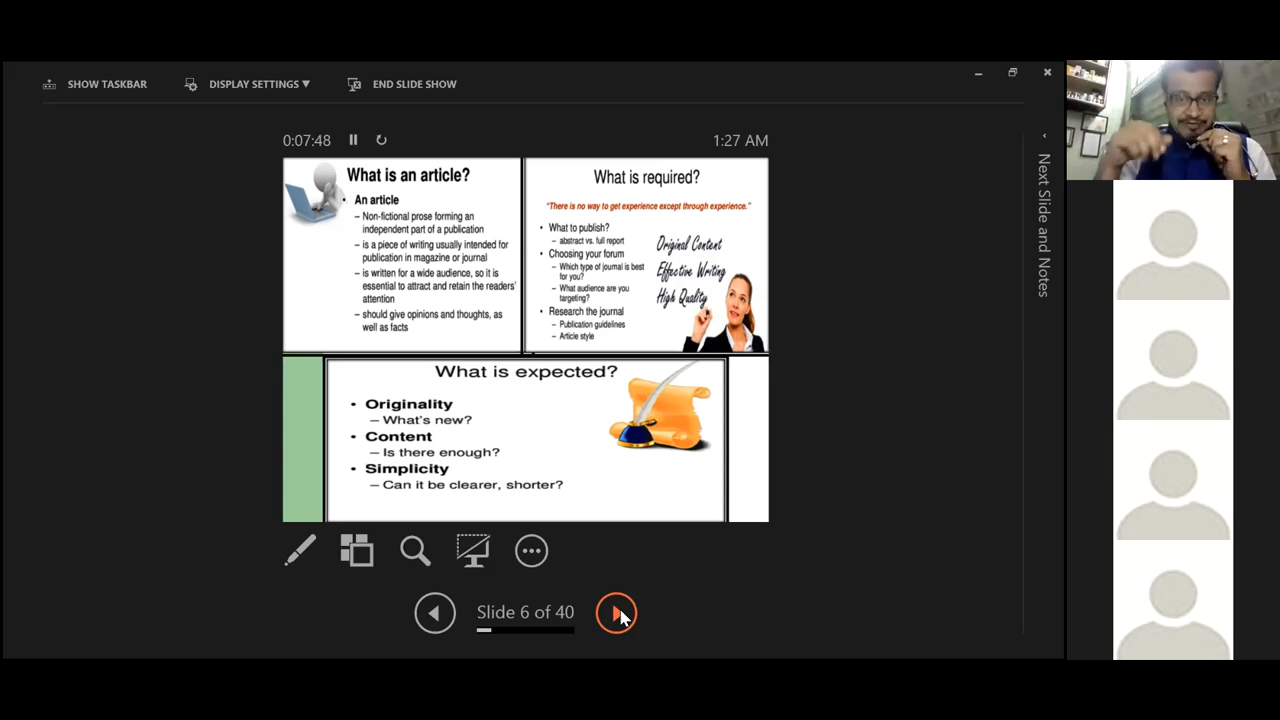 SHOW TASKBAR
DISPLAY SETTINGS ▼
END SLIDE SHOW
0:07:48
1:27 AM
What is an article?
• An article
– Non-fictional prose forming an
independent part of a publication
– is a piece of writing usually intended for
publication in magazine or journal
– is written for a wide audience, so it is
essential to attract and retain the readers'
attention
– should give opinions and thoughts, as
well as facts
What is required?
"There is no way to get experience except through experience."
• What to publish?
– abstract vs. full report
• Choosing your forum
– Which type of journal is best
for you?
– What audience are you
targeting?
• Research the journal
– Publication guidelines
– Article style
Original Content
Effective Writing
High Quality
What is expected?
• Originality
– What's new?
• Content
– Is there enough?
• Simplicity
– Can it be clearer, shorter?
Slide 6 of 40
Next Slide and Notes